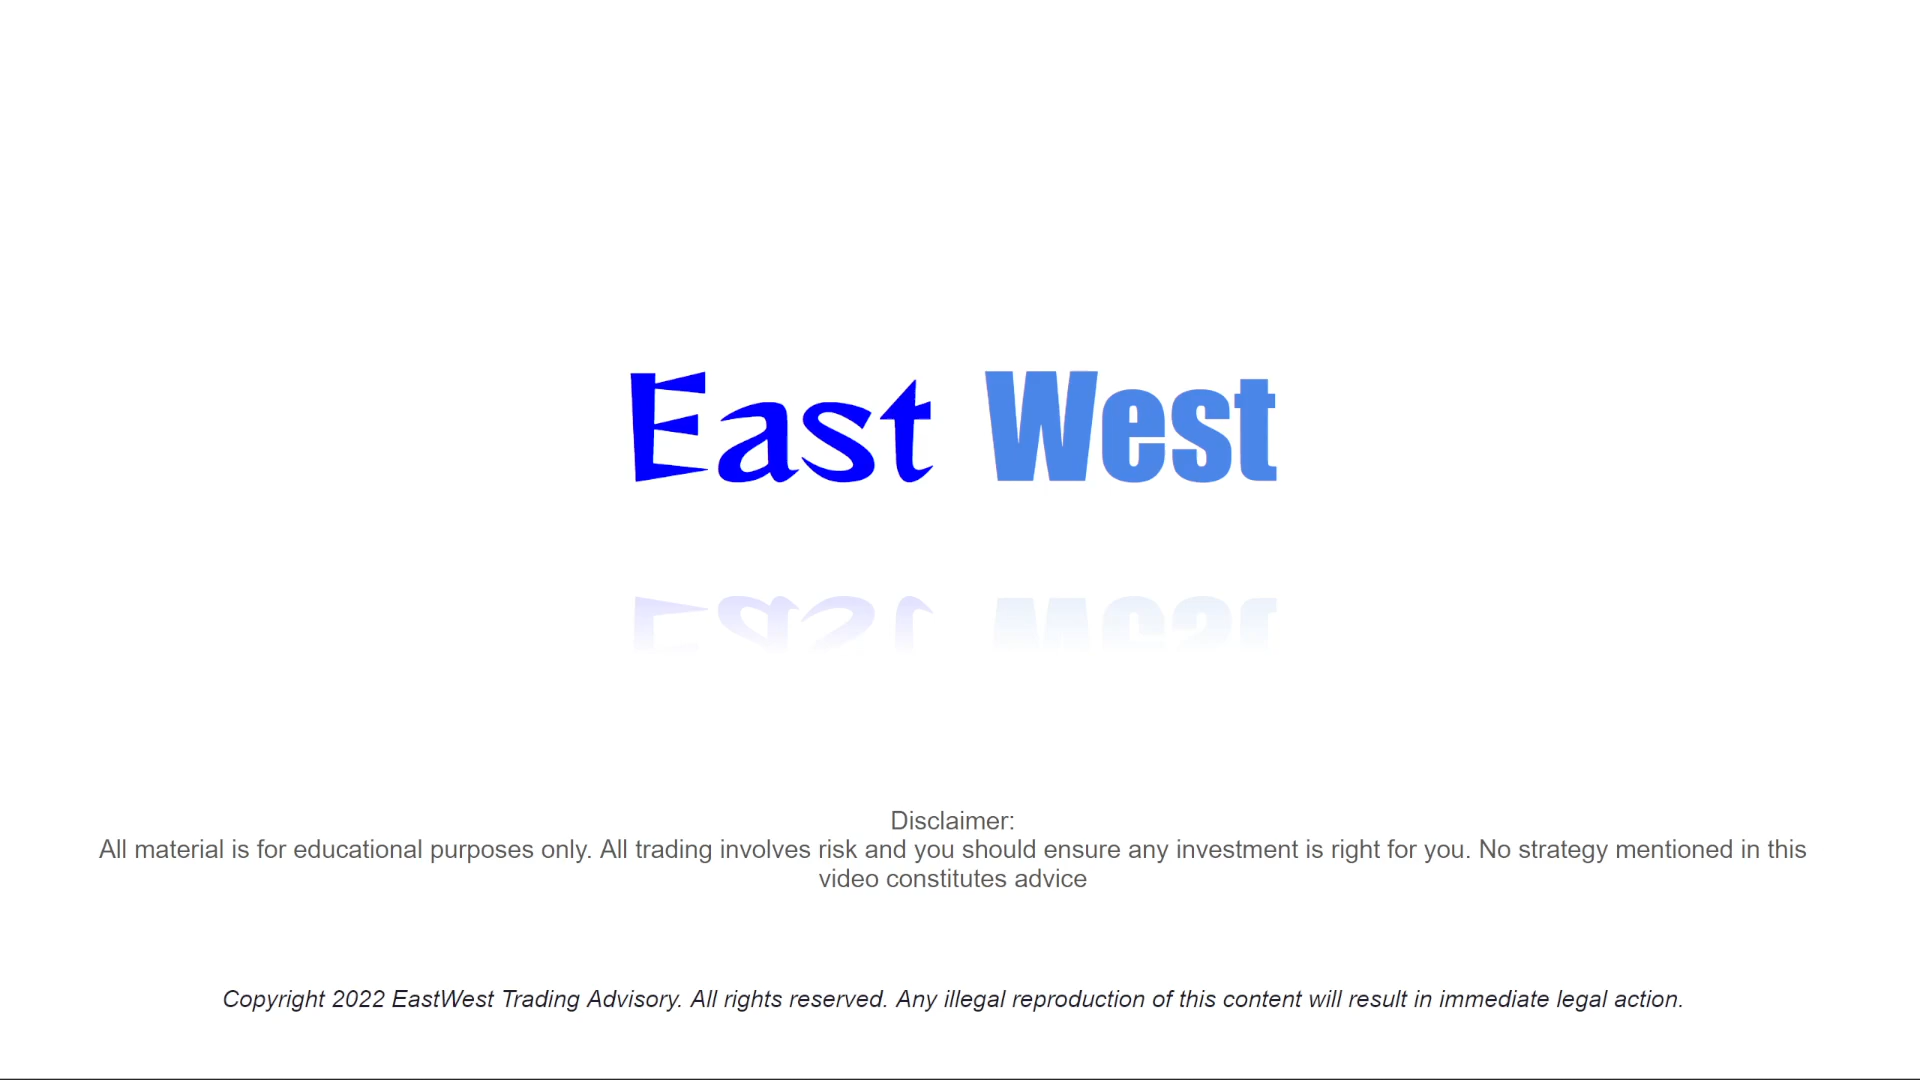 East West
Disclaimer:
All material is for educational purposes only. All trading involves risk and you should ensure any investment is right for you. No strategy mentioned in this
video constitutes advice
Copyright 2022 EastWest Trading Advisory. All rights reserved. Any illegal reproduction of this content will result in immediate legal action.